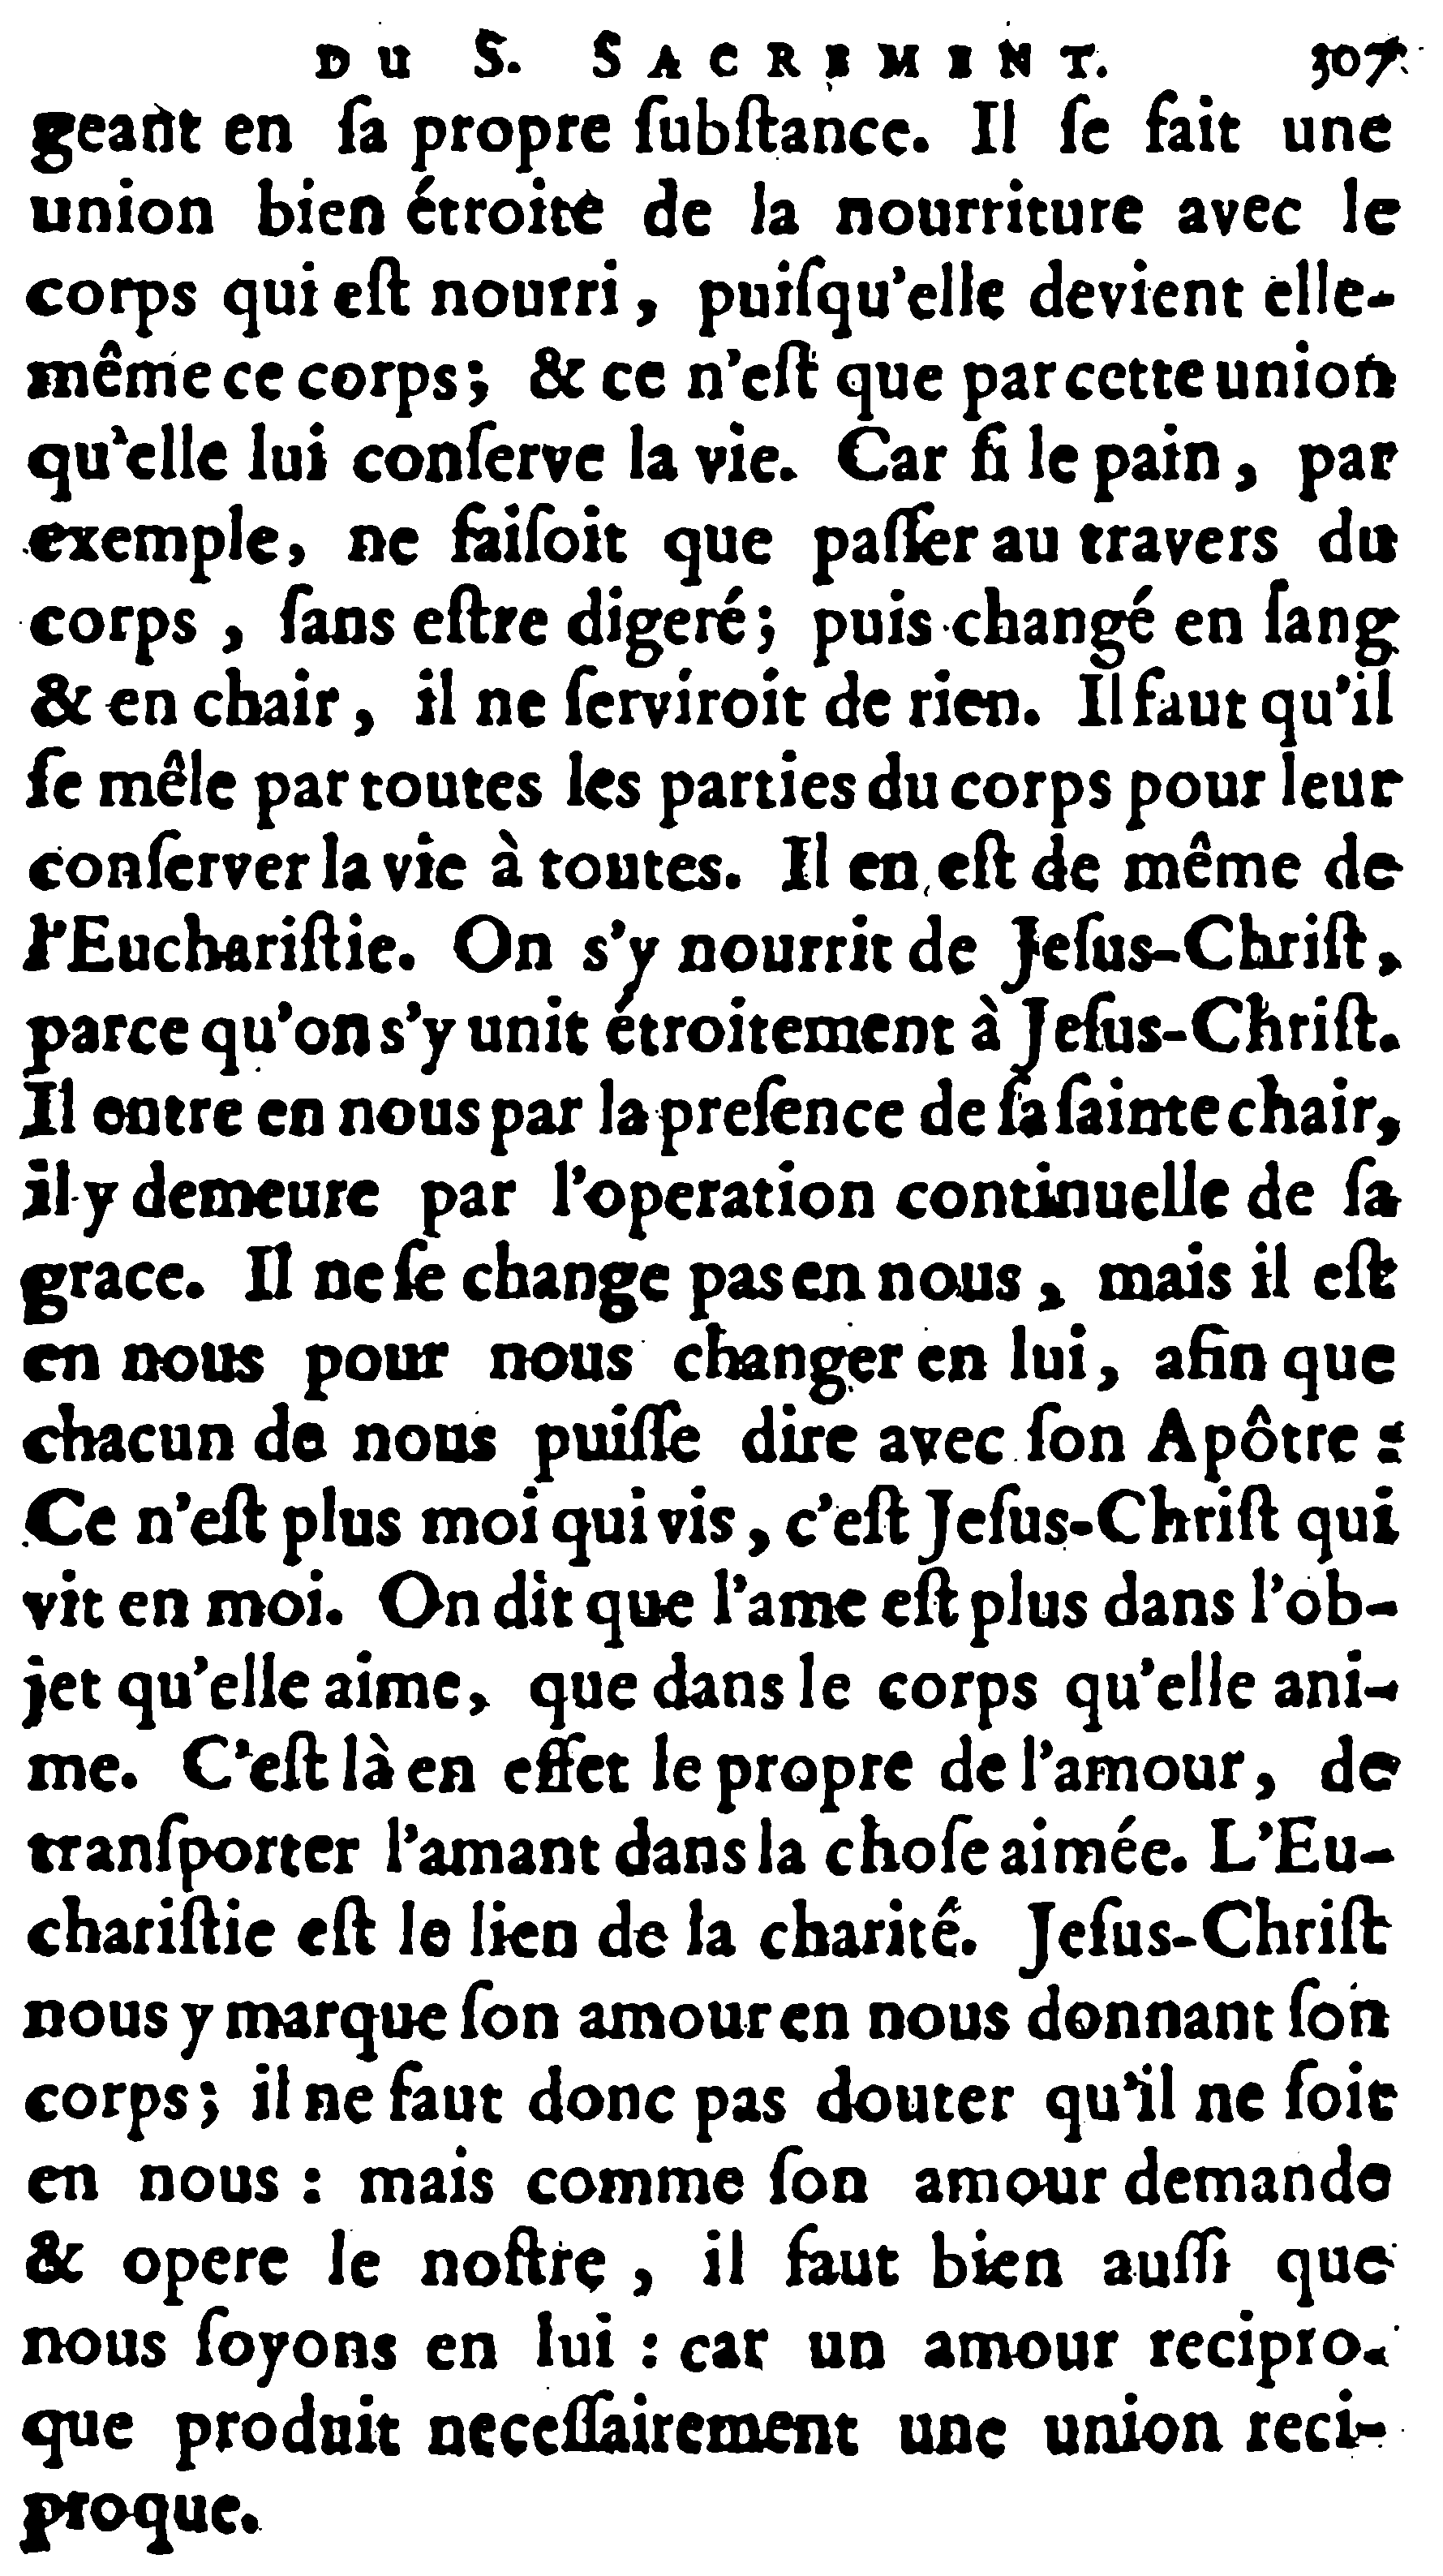 DU S. SACREMENT. 307
geant en ſa propre ſubſtance. Il ſe fait une
union bien étroite de la nourriture avec le
corps qui eſt nourri, puiſqu'elle devient elle-
même ce corps; & ce n'eſt que par cette union
qu'elle lui conſerve la vie. Car ſi le pain, par
exemple, ne faiſoit que paſſer au travers du
corps, ſans eſtre digeré; puis changé en ſang
& en chair, il ne ſerviroit de rien. Il faut qu'il
ſe mêle par toutes les parties du corps pour leur
conſerver la vie à toutes. Il en eſt de même de
l'Euchariſtie. On s'y nourrit de Jeſus-Chriſt,
parce qu'on s'y unit étroitement à Jeſus-Chriſt.
Il entre en nous par la preſence de ſa ſainte chair,
il y demeure par l'operation continuelle de ſa
grace. Il ne ſe change pas en nous, mais il eſt
en nous pour nous changer en lui, afin que
chacun de nous puiſſe dire avec ſon Apôtre :
Ce n'eſt plus moi qui vis, c'eſt Jeſus-Chriſt qui
vit en moi. On dit que l'ame eſt plus dans l'ob-
jet qu'elle aime, que dans le corps qu'elle ani-
me. C'eſt là en effet le propre de l'amour, de
tranſporter l'amant dans la choſe aimée. L'Eu-
chariſtie eſt le lien de la charité. Jeſus-Chriſt
nous y marque ſon amour en nous donnant ſon
corps; il ne faut donc pas douter qu'il ne ſoit
en nous : mais comme ſon amour demande
& opere le noſtre, il faut bien auſſi que
nous ſoyons en lui : car un amour recipro-
que produit neceſſairement une union reci-
proque.